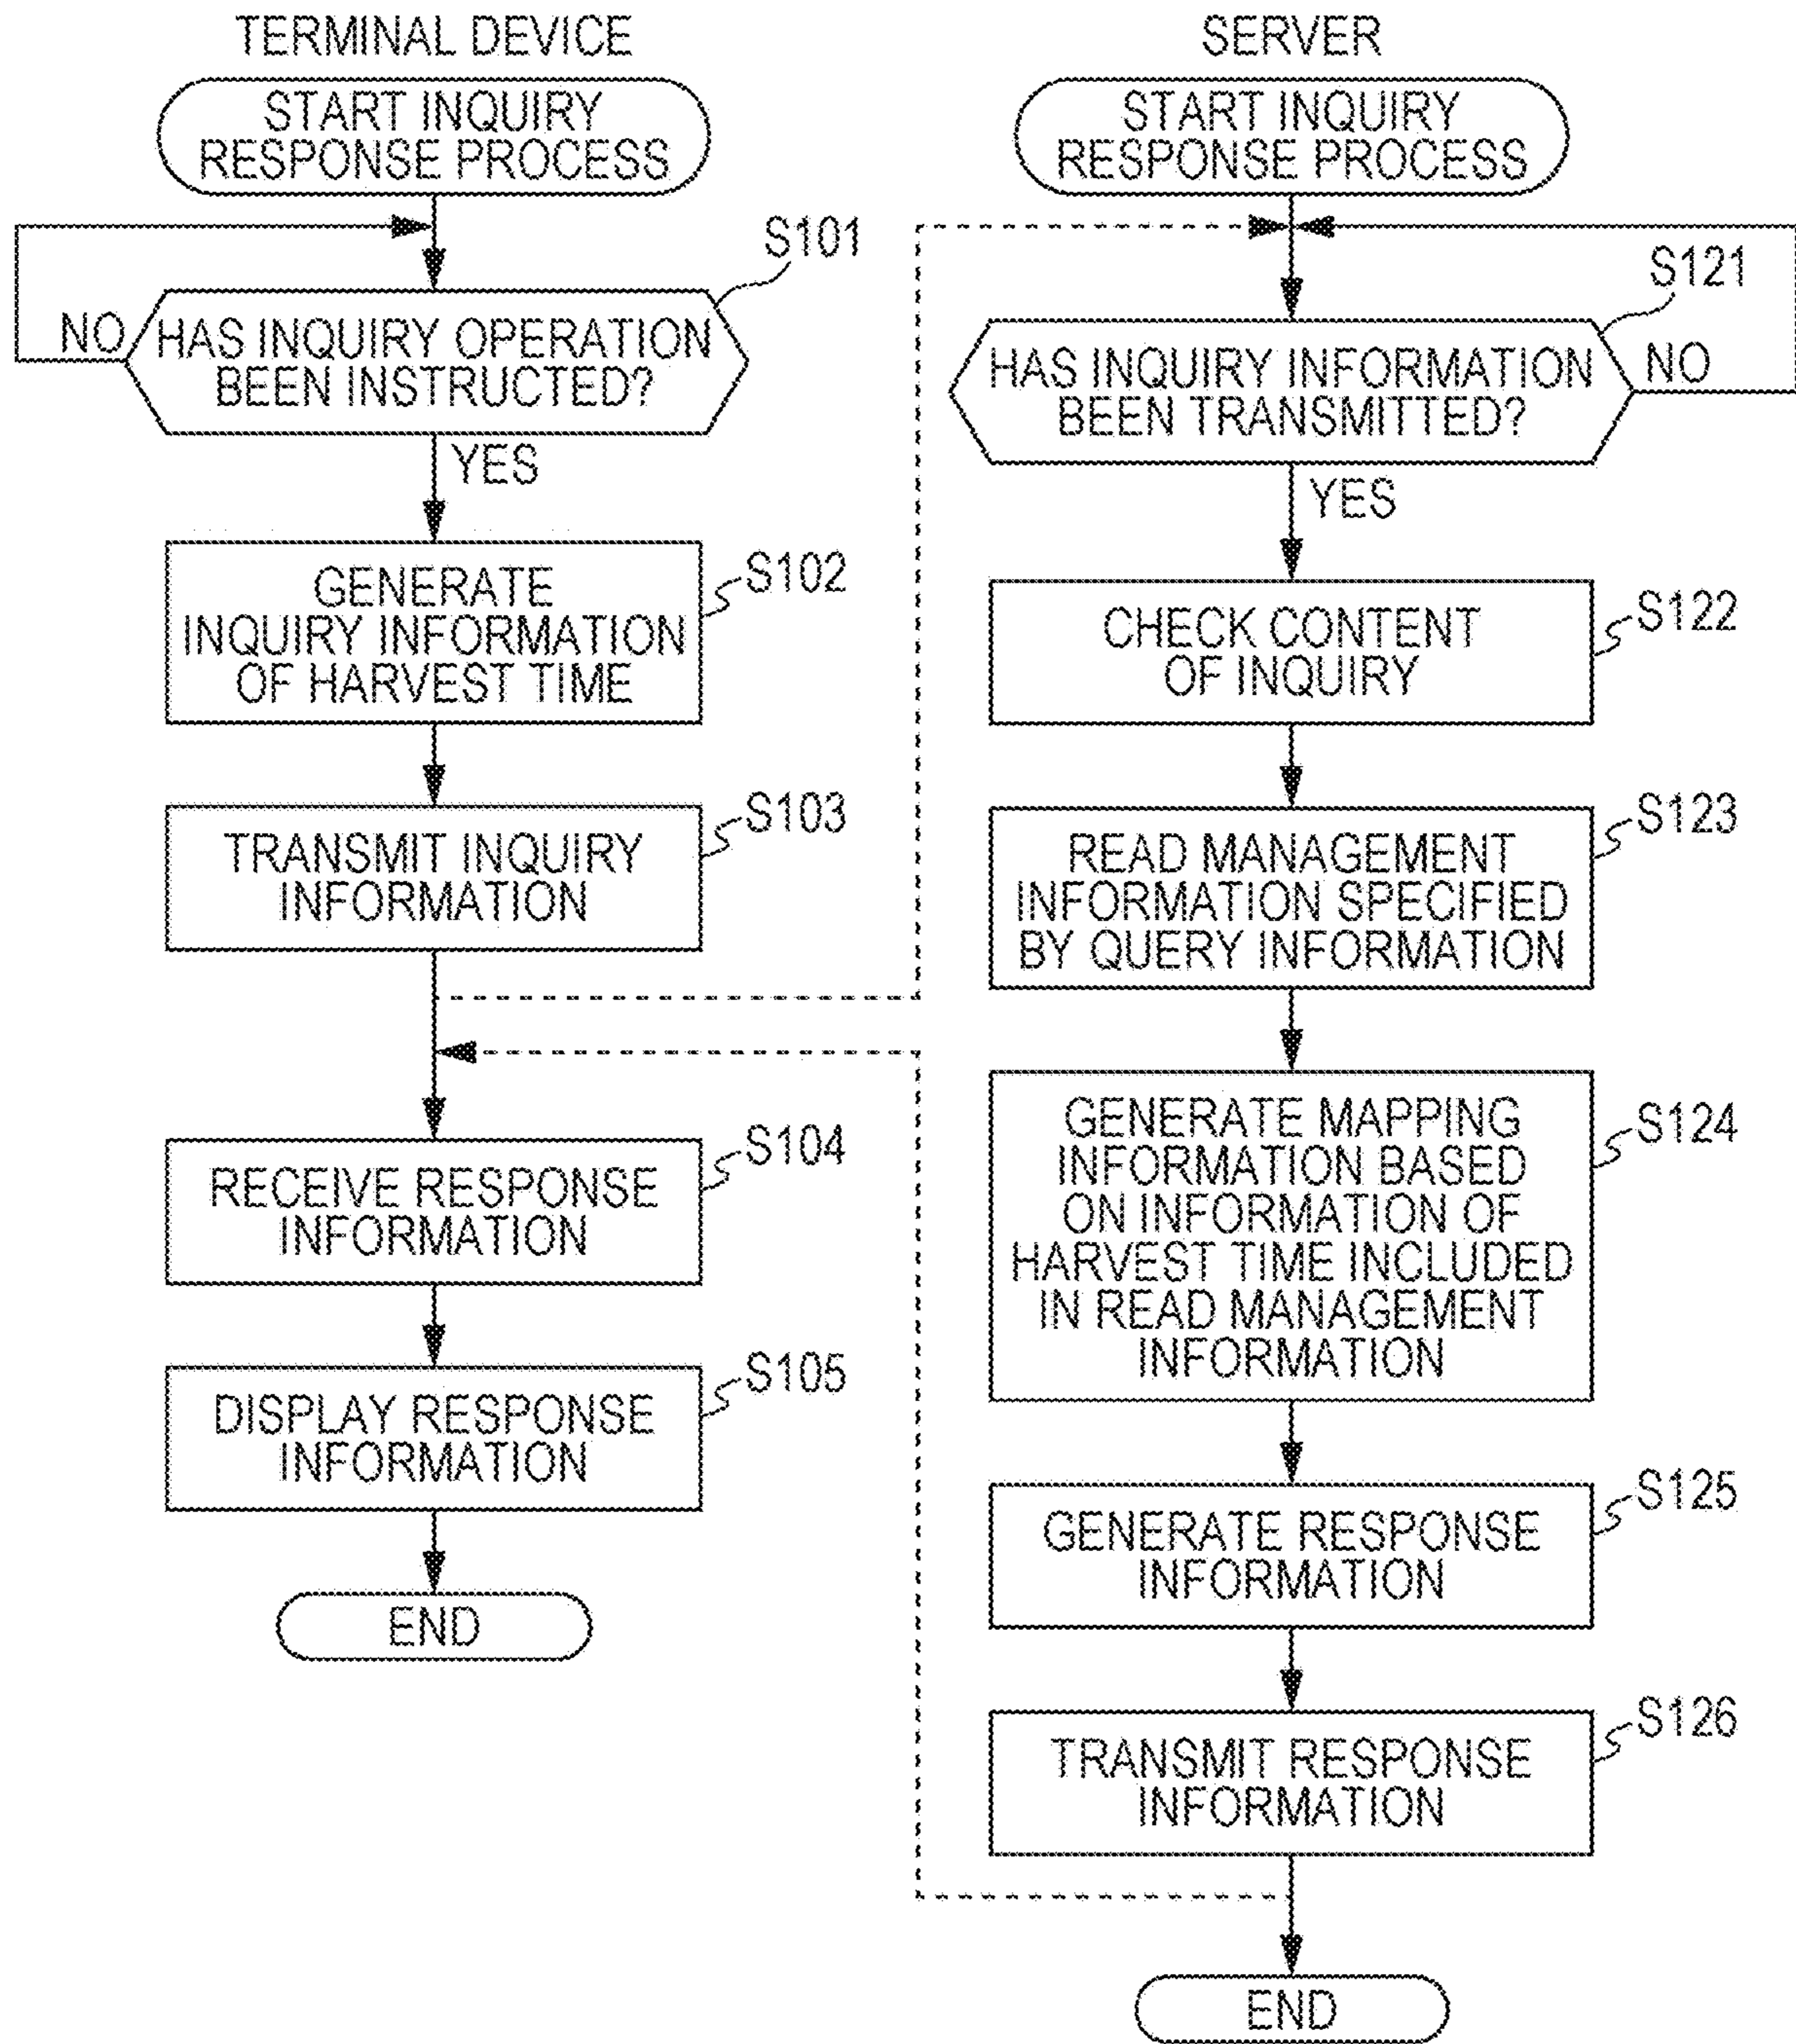 TERMINAL DEVICE
START INQUIRY
RESPONSE PROCESS
S101
NO
HAS INQUIRY OPERATION
BEEN INSTRUCTED?
YES
GENERATE
INQUIRY INFORMATION
OF HARVEST TIME
S102
TRANSMIT INQUIRY
INFORMATION
S103
RECEIVE RESPONSE
INFORMATION
S104
DISPLAY RESPONSE
INFORMATION
S105
END
SERVER
START INQUIRY
RESPONSE PROCESS
S121
HAS INQUIRY INFORMATION
BEEN TRANSMITTED?
NO
YES
CHECK CONTENT
OF INQUIRY
S122
READ MANAGEMENT
INFORMATION SPECIFIED
BY QUERY INFORMATION
S123
GENERATE MAPPING
INFORMATION BASED
ON INFORMATION OF
HARVEST TIME INCLUDED
IN READ MANAGEMENT
INFORMATION
S124
GENERATE RESPONSE
INFORMATION
S125
TRANSMIT RESPONSE
INFORMATION
S126
END